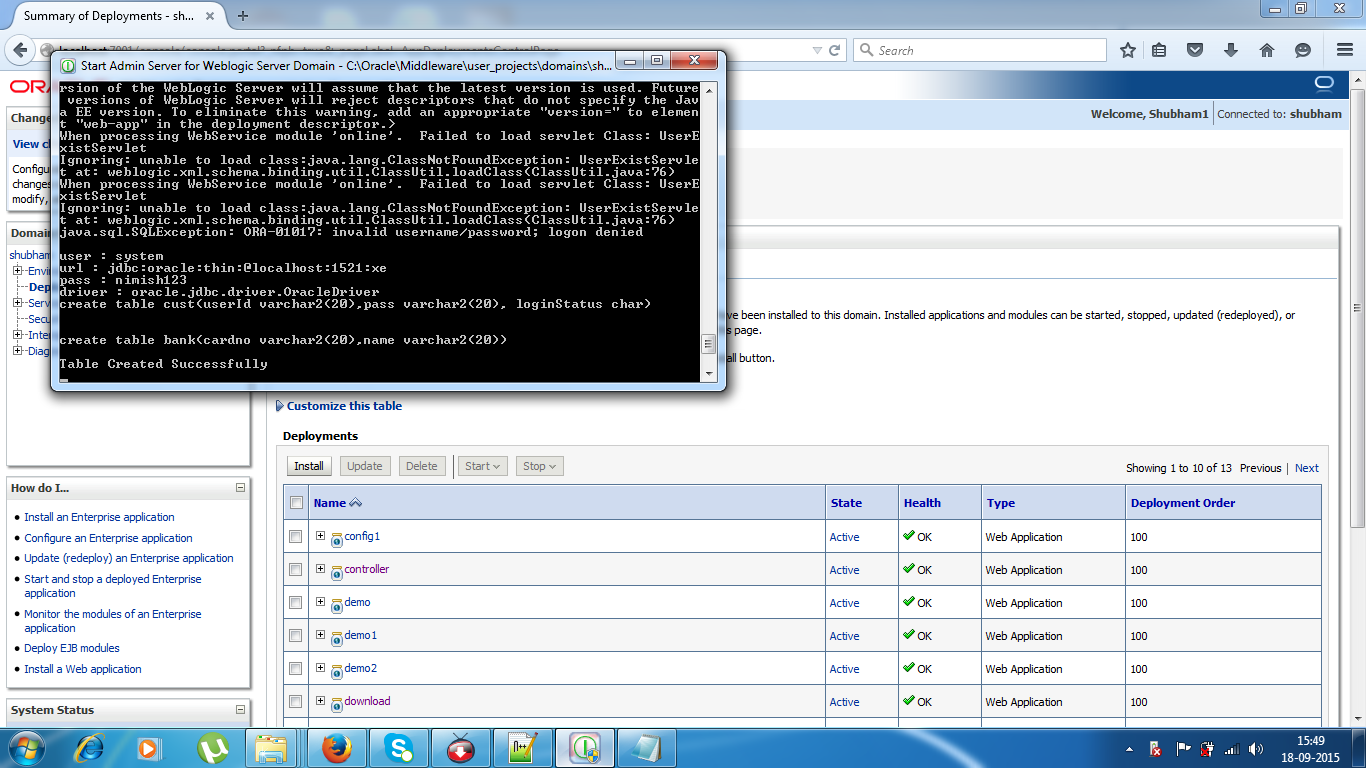 Summary of Deployments - sh...
Search
Start Admin Server for Weblogic Server Domain - C:\Oracle\Middleware\user_projects\domains\sh...
rsion of the WebLogic Server will assume that the latest version is used. Future
versions of WebLogic Server will reject descriptors that do not specify the Jav
a EE version. To eliminate this warning, add an appropriate "version=" to elemen
t "web-app" in the deployment descriptor.>
When processing WebService module 'online'.  Failed to load servlet Class: UserE
xistServlet
Ignoring: unable to load class:java.lang.ClassNotFoundException: UserExistServle
t at: weblogic.xml.schema.binding.util.ClassUtil.loadClass(ClassUtil.java:76)
When processing WebService module 'online'.  Failed to load servlet Class: UserE
xistServlet
Ignoring: unable to load class:java.lang.ClassNotFoundException: UserExistServle
t at: weblogic.xml.schema.binding.util.ClassUtil.loadClass(ClassUtil.java:76)
java.sql.SQLException: ORA-01017: invalid username/password; logon denied
user : system
url : jdbc:oracle:thin:@localhost:1521:xe
pass : nimish123
driver : oracle.jdbc.driver.OracleDriver
create table cust(userId varchar2(20),pass varchar2(20), loginStatus char)
create table bank(cardno varchar2(20),name varchar2(20))
Table Created Successfully
Welcome, Shubham1 Connected to: shubham
Change
View ch
Configu
changes
modify,
Domain
shubham
Envi
Dep
Serv
Secu
Inte
Diag
ve been installed to this domain. Installed applications and modules can be started, stopped, updated (redeployed), or
s page.
all button.
Customize this table
Deployments
Install Update Delete Start Stop
Showing 1 to 10 of 13 Previous | Next
Name State Health Type Deployment Order
config1 Active OK Web Application 100
controller Active OK Web Application 100
demo Active OK Web Application 100
demo1 Active OK Web Application 100
demo2 Active OK Web Application 100
download Active OK Web Application 100
How do I...
Install an Enterprise application
Configure an Enterprise application
Update (redeploy) an Enterprise application
Start and stop a deployed Enterprise
application
Monitor the modules of an Enterprise
application
Deploy EJB modules
Install a Web application
System Status
15:49
18-09-2015